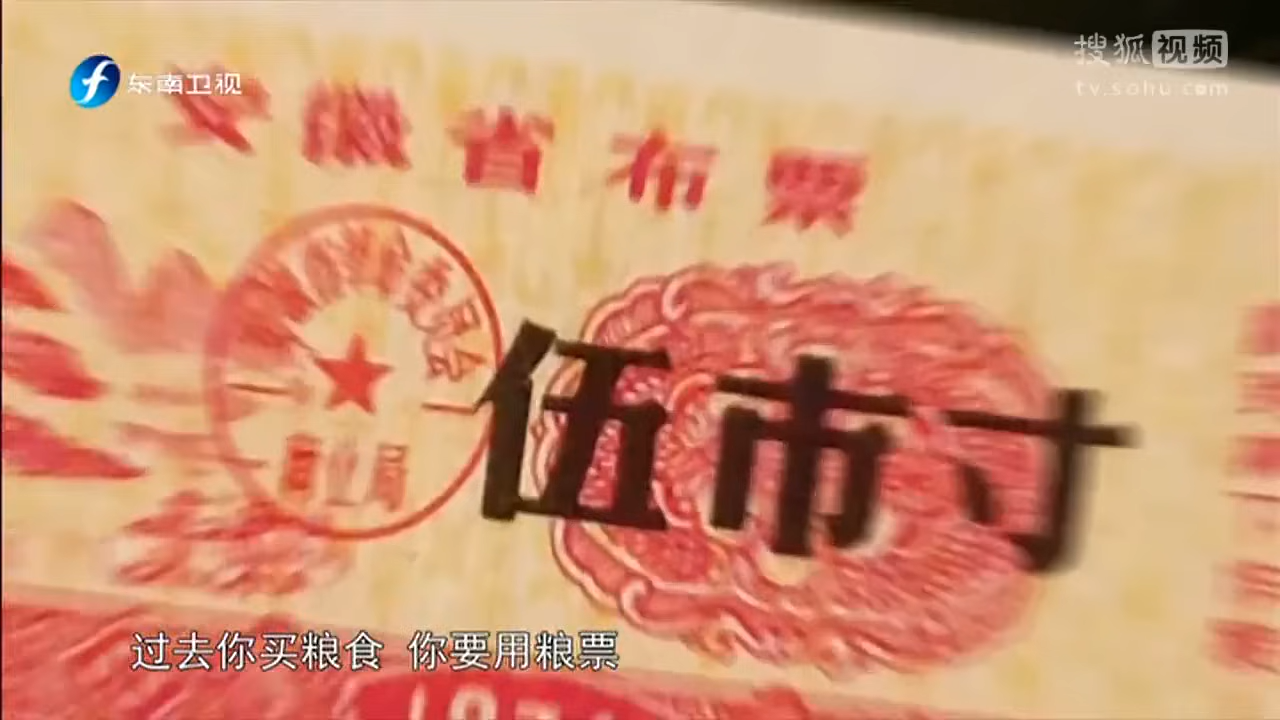 东南卫视
搜狐视频
tv.sohu.com
安徽省布票
商业局
伍市寸
过去你买粮食 你要用粮票